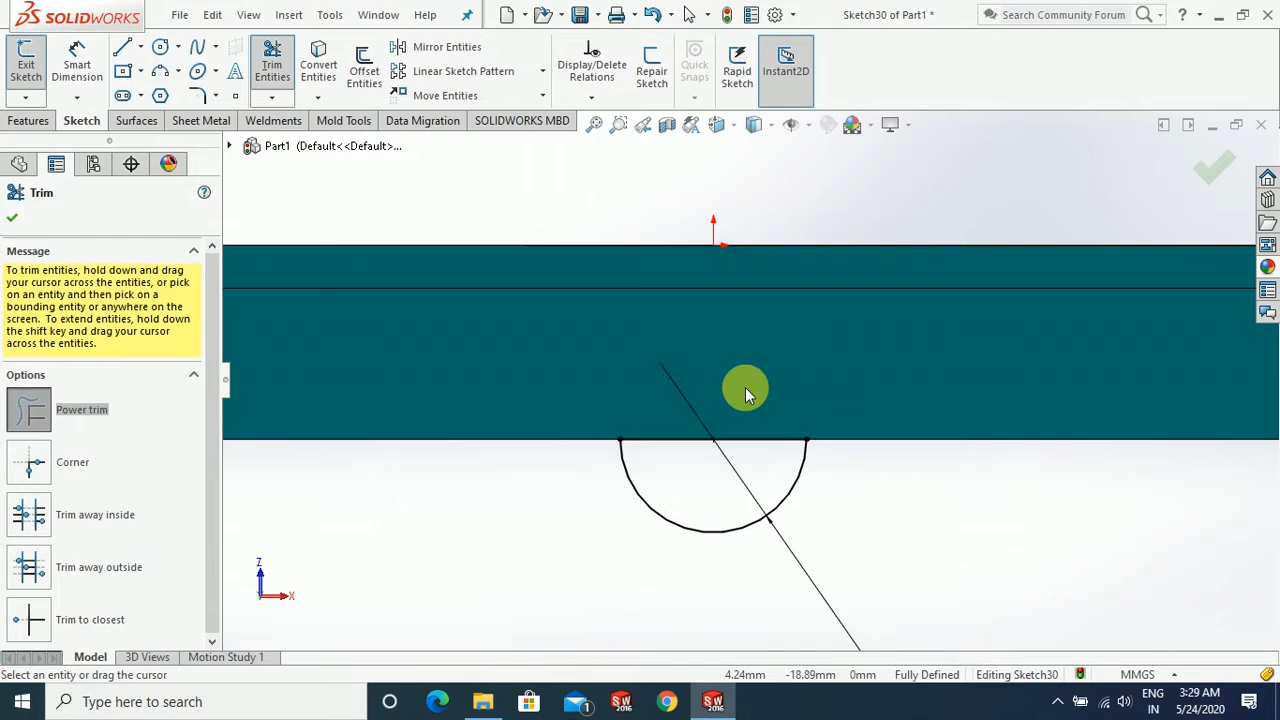 SOLIDWORKS File Edit View Insert Tools Window Help Sketch30 of Part1 * Search Community Forum ?
Exit Sketch Smart Dimension Trim Entities Convert Entities Offset Entities Mirror Entities Display/Delete Relations Repair Sketch Quick Snaps Rapid Sketch Instant2D
Linear Sketch Pattern
Move Entities
Features Sketch Surfaces Sheet Metal Weldments Mold Tools Data Migration SOLIDWORKS MBD
Part1 (Default<<Default>...
Trim
Message
To trim entities, hold down and drag
your cursor across the entities, or pick
on an entity and then pick on a
bounding entity or anywhere on the
screen. To extend entities, hold down
the shift key and drag your cursor
across the entities.
Options
Power trim
Corner
Trim away inside
Trim away outside
Trim to closest
Z
X
Model 3D Views Motion Study 1
Select an entity or drag the cursor 4.24mm -18.89mm 0mm Fully Defined Editing Sketch30 MMGS
Type here to search
1
SW 2016
SW 2016
ENG
IN
3:29 AM
5/24/2020